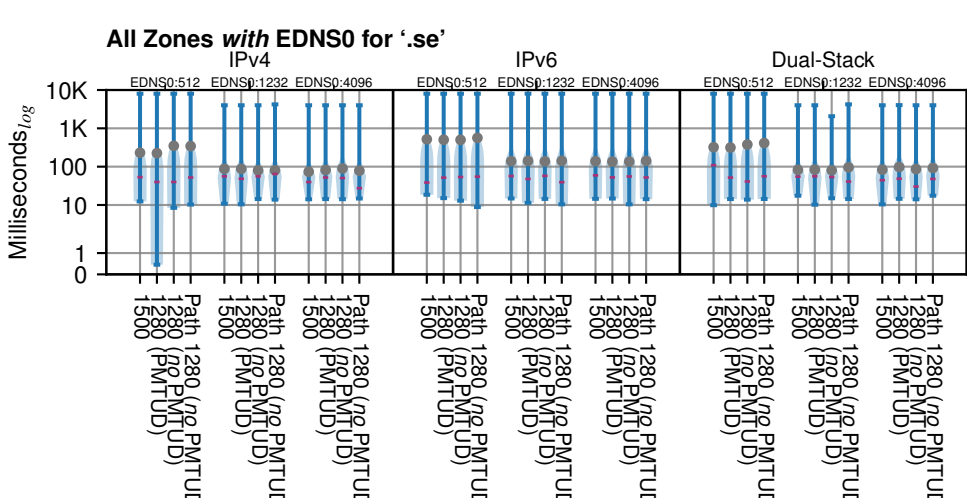 All Zones with EDNS0 for ‘.se’
IPv4 IPv6 Dual-Stack
EDNS0:512 EDNS0:1232 EDNS0:4096 EDNS0:512 EDNS0:1232 EDNS0:4096 EDNS0:512 EDNS0:1232 EDNS0:4096
Milliseconds log
10K
1K
100
10
1
0
1500
1280 (PMTUD)
1280 (no PMTUD)
Path 1280 (no PMTUD
1500
1280 (PMTUD)
1280 (no PMTUD)
Path 1280 (no PMTUD
1500
1280 (PMTUD)
1280 (no PMTUD)
Path 1280 (no PMTUD
1500
1280 (PMTUD)
1280 (no PMTUD)
Path 1280 (no PMTUD
1500
1280 (PMTUD)
1280 (no PMTUD)
Path 1280 (no PMTUD
1500
1280 (PMTUD)
1280 (no PMTUD)
Path 1280 (no PMTUD
1500
1280 (PMTUD)
1280 (no PMTUD)
Path 1280 (no PMTUD
1500
1280 (PMTUD)
1280 (no PMTUD)
Path 1280 (no PMTUD
1500
1280 (PMTUD)
1280 (no PMTUD)
Path 1280 (no PMTUD